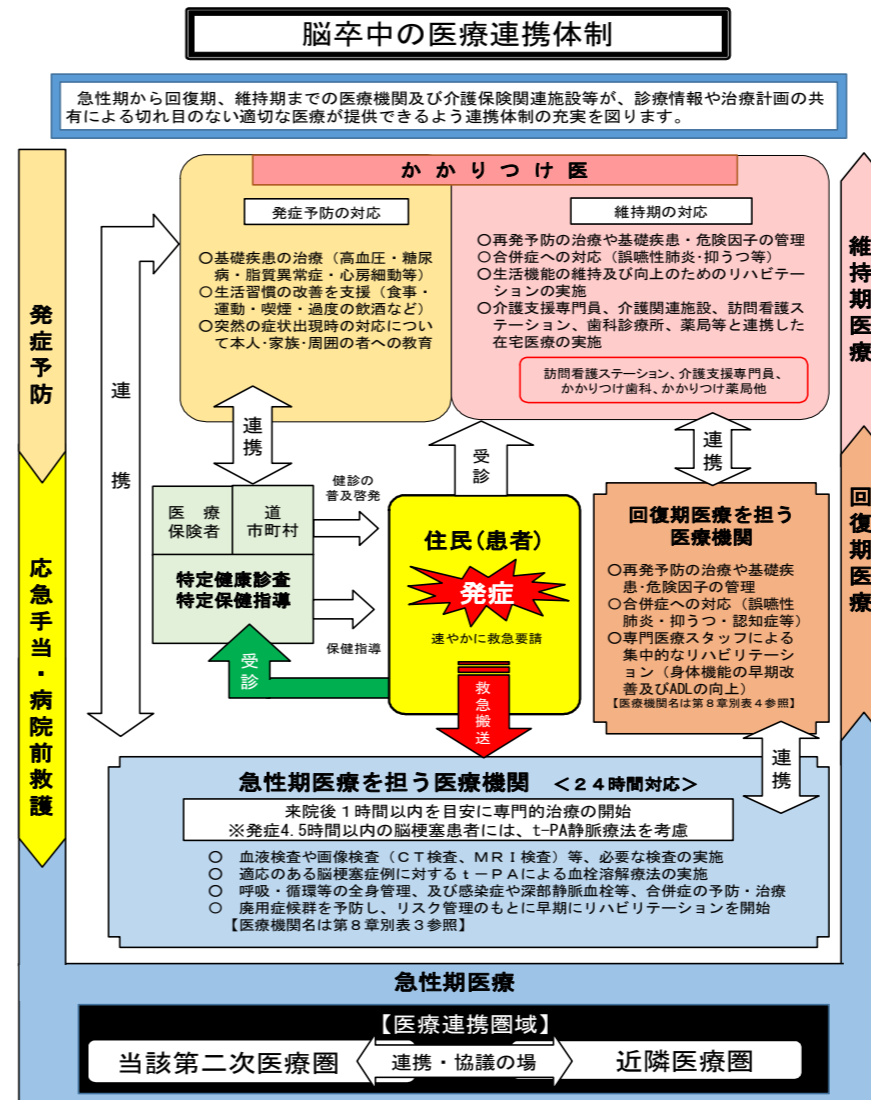 脳卒中の医療連携体制
急性期から回復期、維持期までの医療機関及び介護保険関連施設等が、診療情報や治療計画の共
有による切れ目のない適切な医療が提供できるよう連携体制の充実を図ります。
かかりつけ医
発症予防の対応
○基礎疾患の治療（高血圧・糖尿
病・脂質異常症・心房細動等）
○生活習慣の改善を支援（食事・
運動・喫煙・過度の飲酒など）
○突然の症状出現時の対応につい
て本人・家族・周囲の者への教育
維持期の対応
○再発予防の治療や基礎疾患・危険因子の管理
○合併症への対応（誤嚥性肺炎・抑うつ等）
○生活機能の維持及び向上のためのリハビテー
ションの実施
○介護支援専門員、介護関連施設、訪問看護ス
テーション、歯科診療所、薬局等と連携した
在宅医療の実施
訪問看護ステーション、介護支援専門員、
かかりつけ歯科、かかりつけ薬局他
発症予防
応急手当・病院前救護
維持期医療
回復期医療
連携
連携
受診
連携
医療
保険者
道
市町村
特定健康診査
特定保健指導
健診の
普及啓発
保健指導
受診
住民(患者)
発症
速やかに救急要請
救急搬送
回復期医療を担う
医療機関
○再発予防の治療や基礎疾
患・危険因子の管理
○合併症への対応（誤嚥性
肺炎・抑うつ・認知症等）
○専門医療スタッフによる
集中的なリハビリテーシ
ョン（身体機能の早期改
善及びADLの向上）
【医療機関名は第８章別表４参照】
連携
急性期医療を担う医療機関 ＜２４時間対応＞
来院後１時間以内を目安に専門的治療の開始
※発症4.5時間以内の脳梗塞患者には、t-PA静脈療法を考慮
○ 血液検査や画像検査（ＣＴ検査、ＭＲＩ検査）等、必要な検査の実施
○ 適応のある脳梗塞症例に対するｔ－ＰＡによる血栓溶解療法の実施
○ 呼吸・循環等の全身管理、及び感染症や深部静脈血栓等、合併症の予防・治療
○ 廃用症候群を予防し、リスク管理のもとに早期にリハビリテーションを開始
【医療機関名は第８章別表３参照】
急性期医療
【医療連携圏域】
当該第二次医療圏
連携・協議の場
近隣医療圏